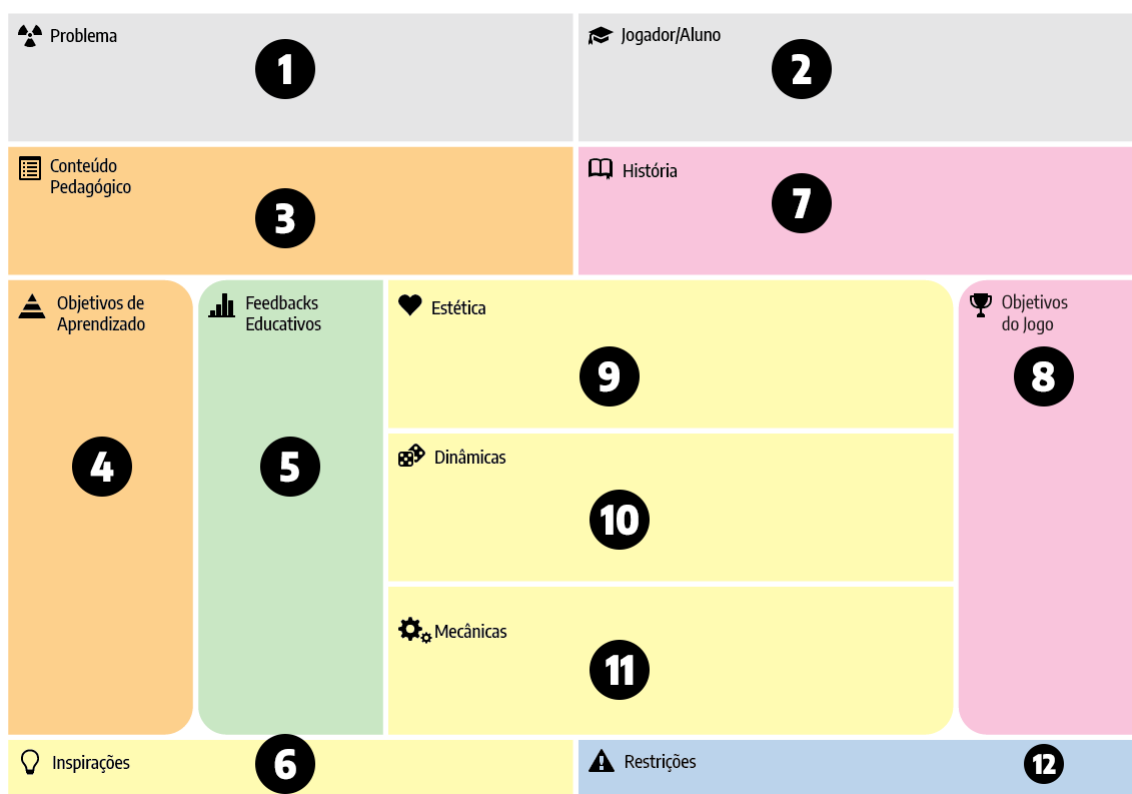 Problema
1
Jogador/Aluno
2
Conteúdo
Pedagógico
3
História
7
Objetivos de
Aprendizado
4
Feedbacks
Educativos
5
Estética
9
Dinâmicas
10
Mecânicas
11
Objetivos
do Jogo
8
Inspirações
6
Restrições
12